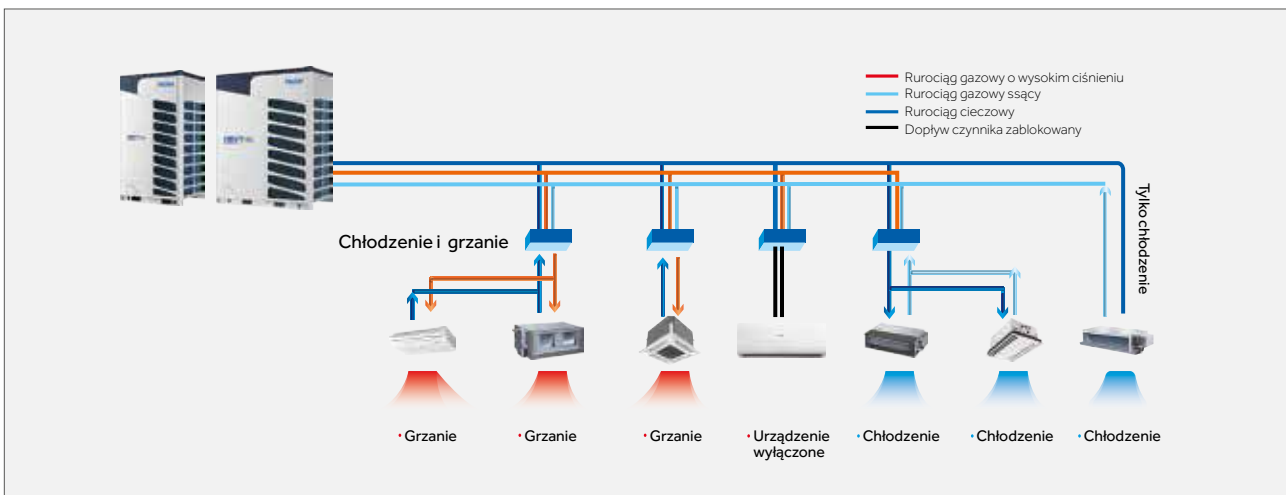 Rurociąg gazowy o wysokim ciśnieniu
Rurociąg gazowy ssący
Rurociąg cieczowy
Dopływ czynnika zablokowany
Tylko chłodzenie
Chłodzenie i grzanie
• Grzanie
• Grzanie
• Grzanie
• Urządzenie
wyłączone
• Chłodzenie
• Chłodzenie
• Chłodzenie